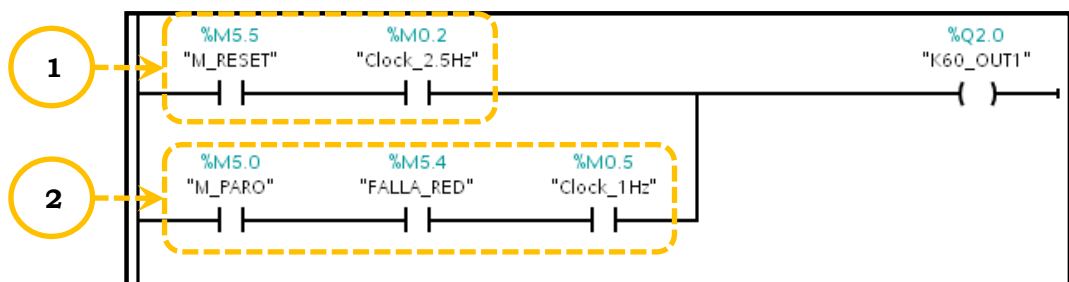 1
%M5.5
"M_RESET"
%M0.2
"Clock_2.5Hz"
%Q2.0
"K60_OUT1"
2
%M5.0
"M_PARO"
%M5.4
"FALLA_RED"
%M0.5
"Clock_1Hz"